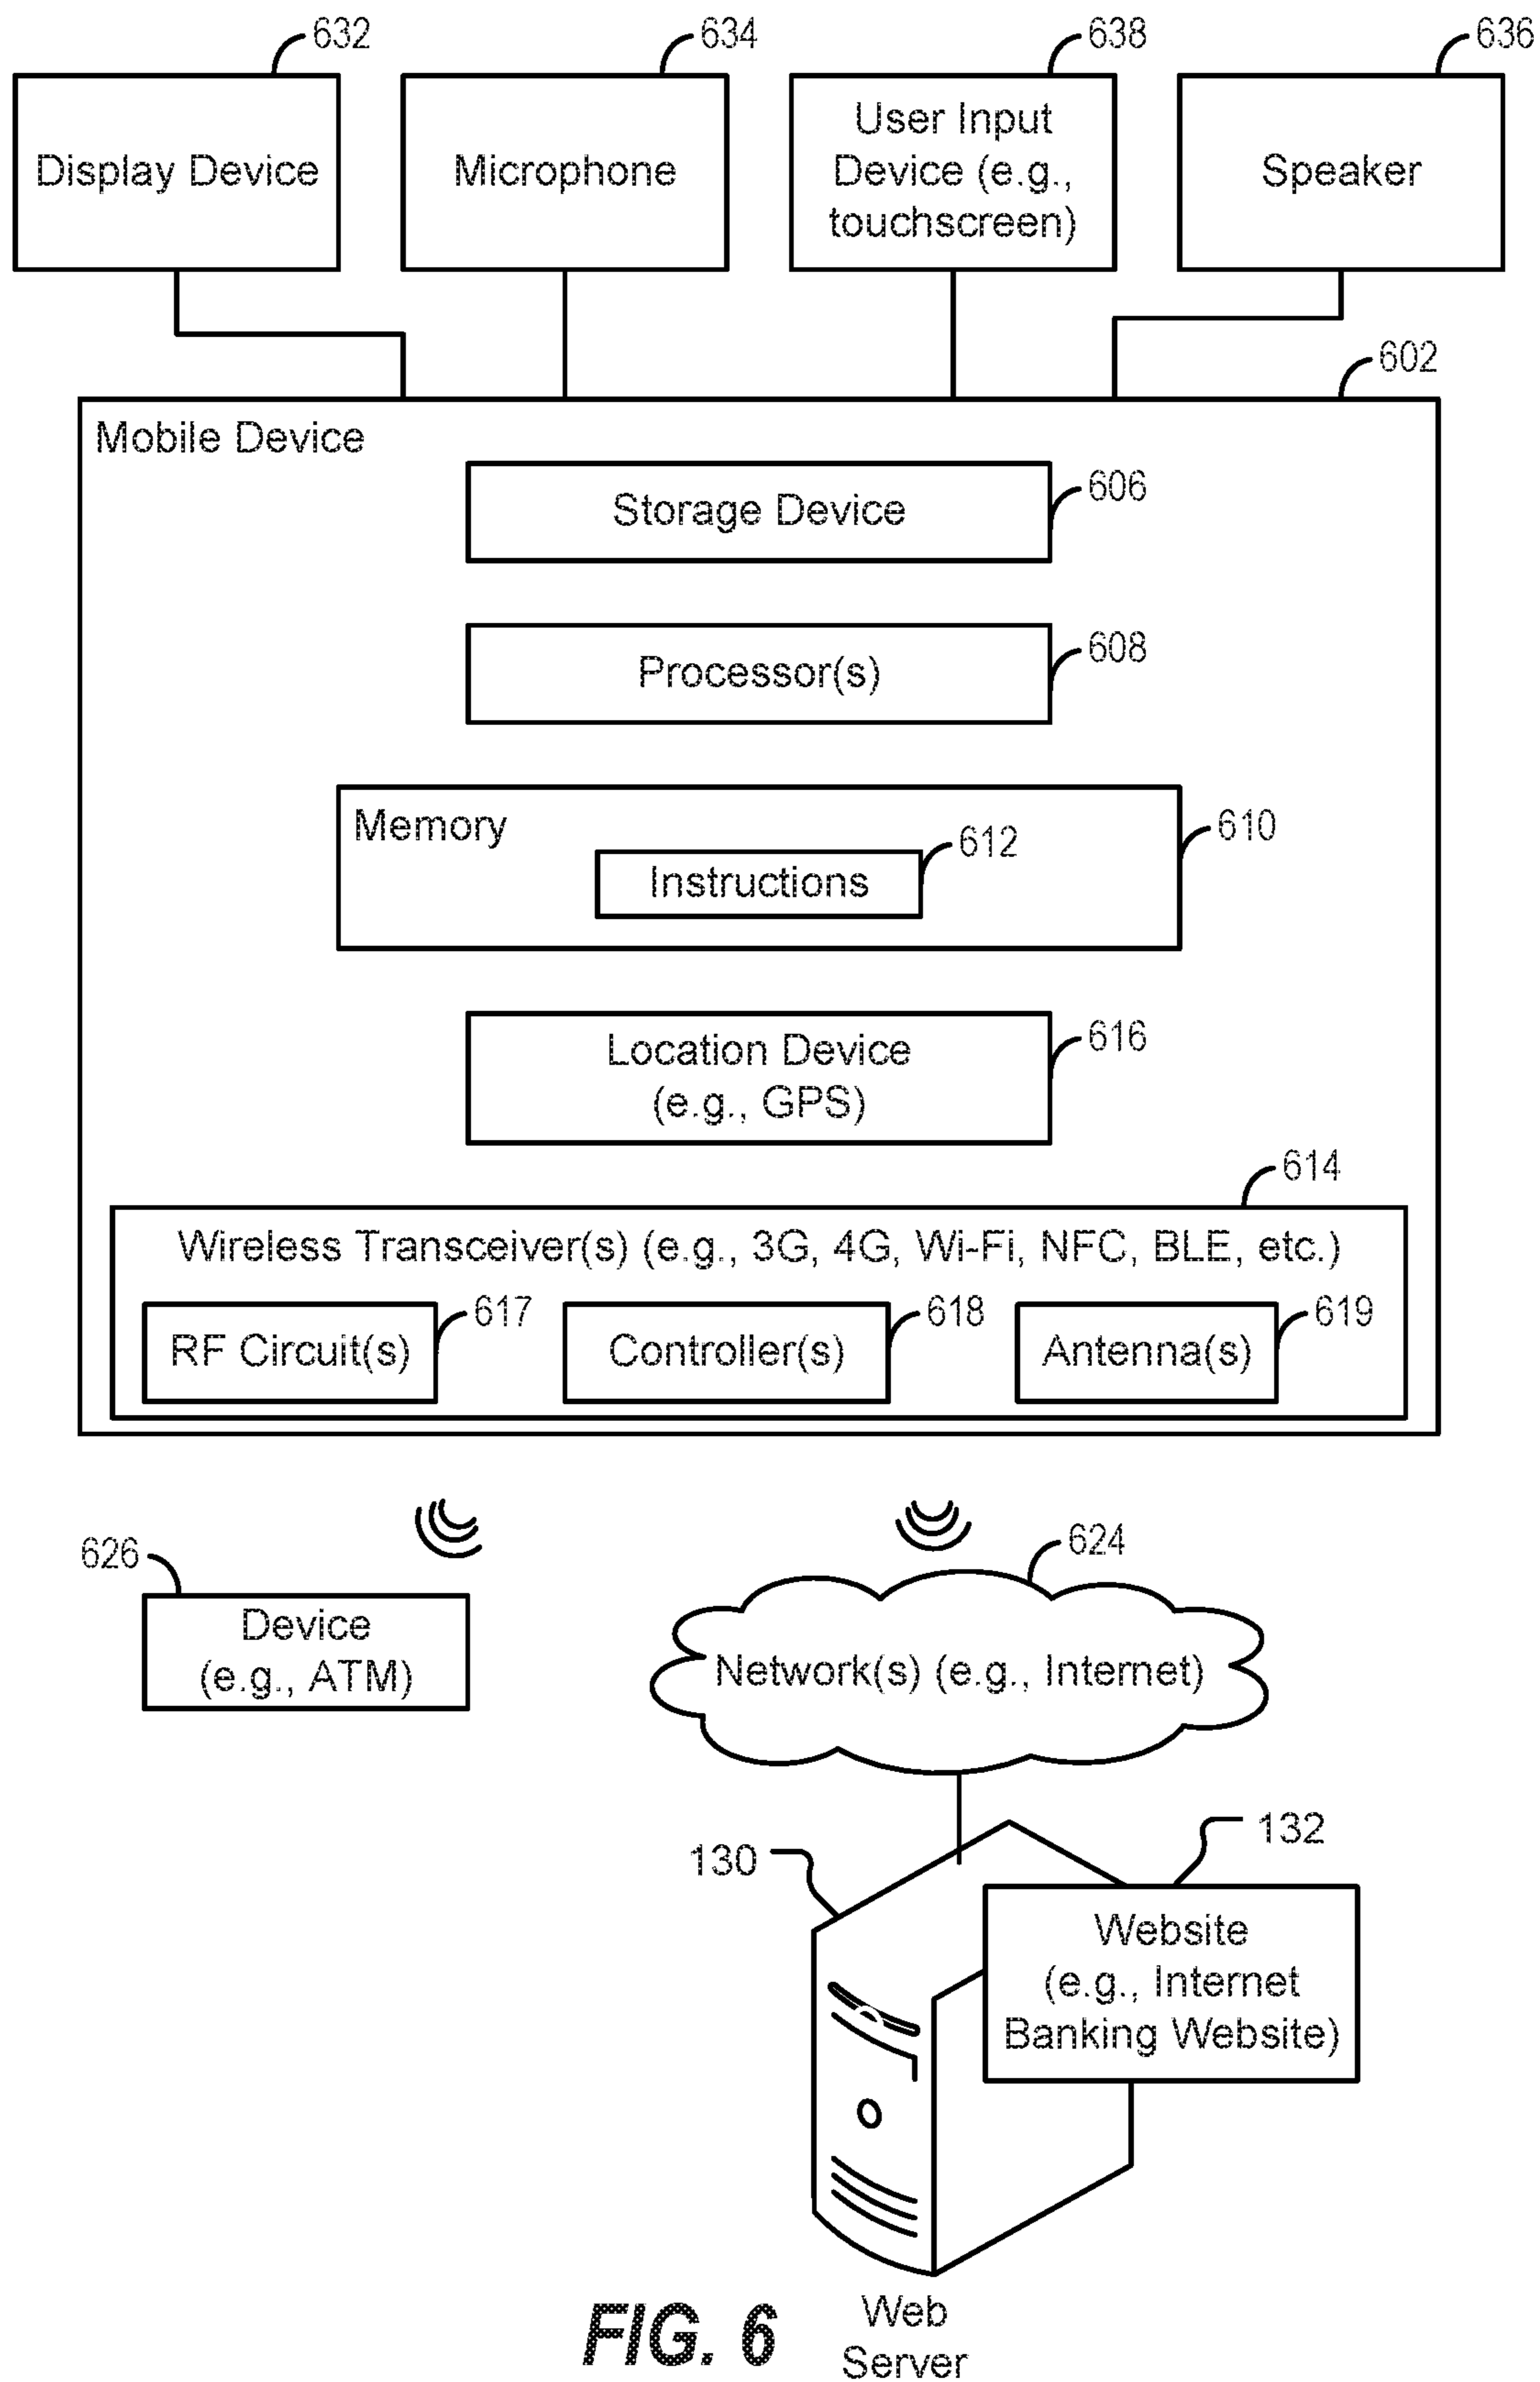 632
634
638
636
Display Device
Microphone
User Input
Device (e.g.,
touchscreen)
Speaker
602
Mobile Device
Storage Device
606
Processor(s)
608
Memory
610
612
Instructions
Location Device
(e.g., GPS)
616
614
Wireless Transceiver(s) (e.g., 3G, 4G, Wi-Fi, NFC, BLE, etc.)
RF Circuit(s)
617
Controller(s)
618
Antenna(s)
619
626
Device
(e.g., ATM)
624
Network(s) (e.g., Internet)
130
132
Website
(e.g., Internet
Banking Website)
Web
Server
FIG. 6